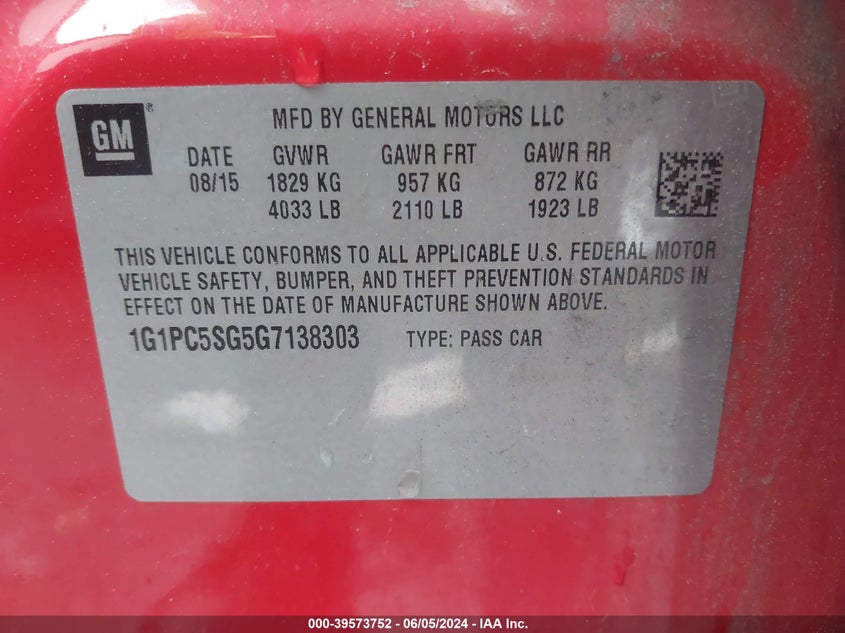 GM®
MFD BY GENERAL MOTORS LLC
DATE GVWR GAWR FRT GAWR RR
08/15 1829 KG 957 KG 872 KG
4033 LB 2110 LB 1923 LB
THIS VEHICLE CONFORMS TO ALL APPLICABLE U.S. FEDERAL MOTOR
VEHICLE SAFETY, BUMPER, AND THEFT PREVENTION STANDARDS IN
EFFECT ON THE DATE OF MANUFACTURE SHOWN ABOVE.
1G1PC5SG5G7138303 TYPE: PASS CAR
000-39573752 - 06/05/2024 - IAA Inc.